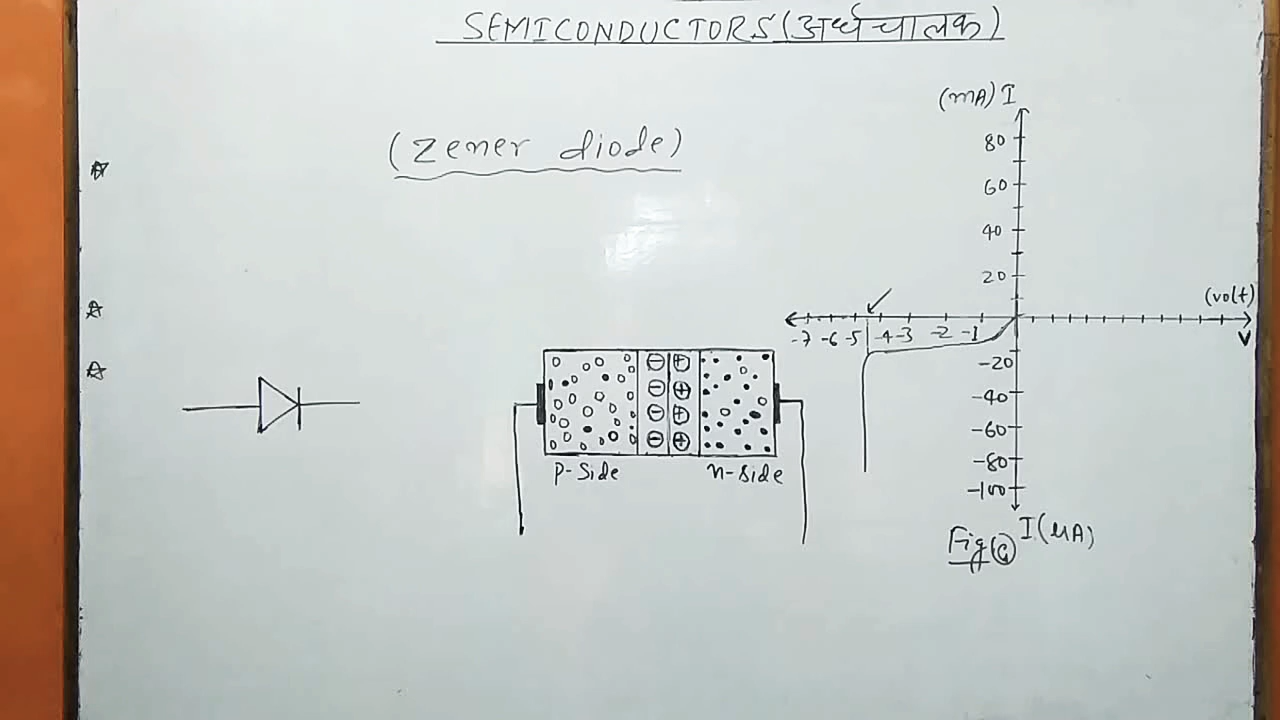 SEMICONDUCTORS (अर्धचालक)
(mA) I
(Zener diode)
80
60
40
20
(volt)
-7 -6 -5 -4 -3 -2 -1
V
-20
-40
-60
-80
-100
p-side n-side
I (μA)
Fig